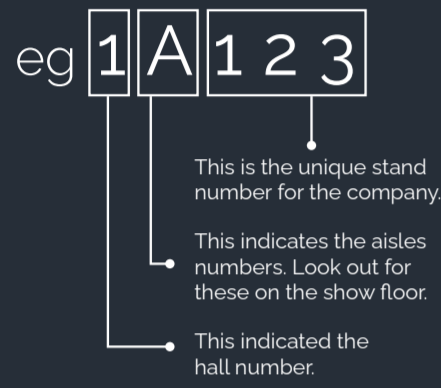 eg 1 A 1 2 3
This is the unique stand
number for the company.
This indicates the aisles
numbers. Look out for
these on the show floor.
This indicated the
hall number.